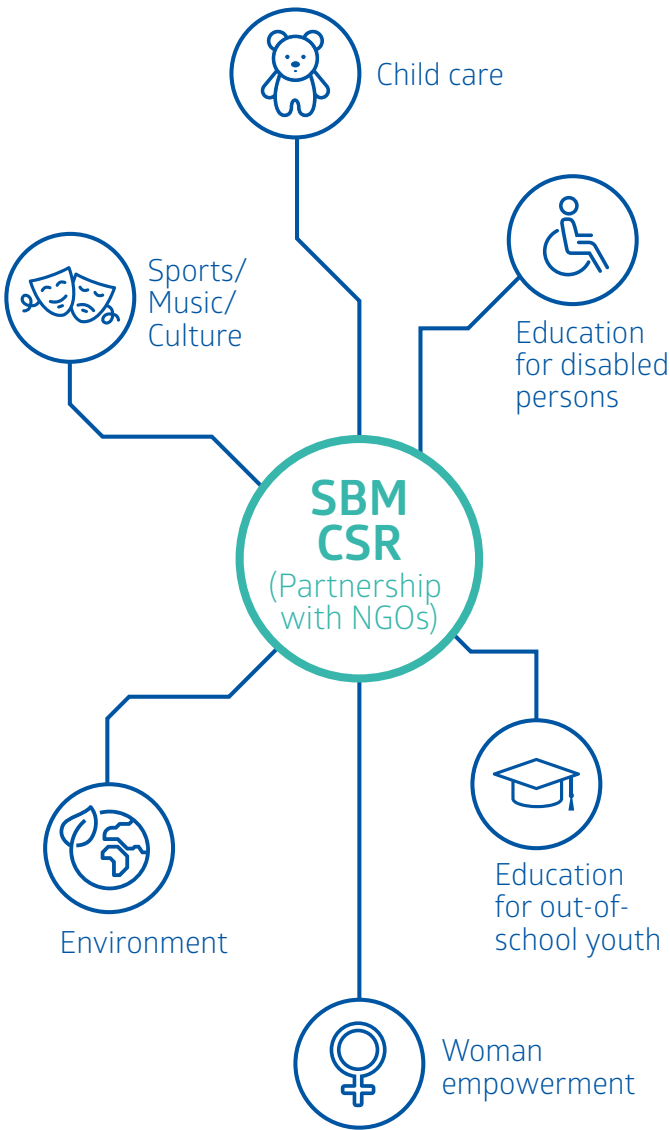 Child care
Sports/
Music/
Culture
Education
for disabled
persons
SBM
CSR
(Partnership
with NGOs)
Education
for out-of-
school youth
Environment
Woman
empowerment